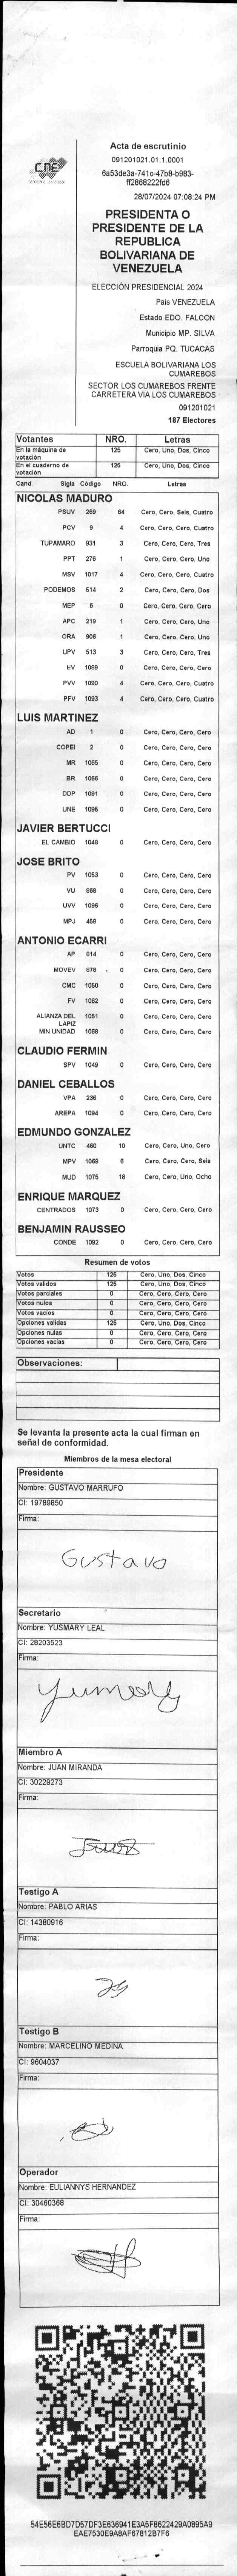 CNE
PODER ELECTORAL
Acta de escrutinio
091201021.01.1.0001
6a53de3a-741c-47b8-b983-
ff2868222fd6
28/07/2024 07:08:24 PM
PRESIDENTA O
PRESIDENTE DE LA
REPUBLICA
BOLIVARIANA DE
VENEZUELA
ELECCIÓN PRESIDENCIAL 2024
Pais VENEZUELA
Estado EDO. FALCON
Municipio MP. SILVA
Parroquia PQ. TUCACAS
ESCUELA BOLIVARIANA LOS
CUMAREBOS
SECTOR LOS CUMAREBOS FRENTE
CARRETERA VIA LOS CUMAREBOS
091201021
187 Electores
Votantes NRO. Letras
En la máquina de votación 125 Cero, Uno, Dos, Cinco
En el cuaderno de votación 125 Cero, Uno, Dos, Cinco
Cand. Sigla Código NRO. Letras
NICOLAS MADURO
PSUV 269 64 Cero, Cero, Seis, Cuatro
PCV 9 4 Cero, Cero, Cero, Cuatro
TUPAMARO 931 3 Cero, Cero, Cero, Tres
PPT 276 1 Cero, Cero, Cero, Uno
MSV 1017 4 Cero, Cero, Cero, Cuatro
PODEMOS 514 2 Cero, Cero, Cero, Dos
MEP 6 0 Cero, Cero, Cero, Cero
APC 219 1 Cero, Cero, Cero, Uno
ORA 906 1 Cero, Cero, Cero, Uno
UPV 513 3 Cero, Cero, Cero, Tres
EV 1089 0 Cero, Cero, Cero, Cero
PVV 1090 4 Cero, Cero, Cero, Cuatro
PFV 1093 4 Cero, Cero, Cero, Cuatro
LUIS MARTINEZ
AD 1 0 Cero, Cero, Cero, Cero
COPEI 2 0 Cero, Cero, Cero, Cero
MR 1065 0 Cero, Cero, Cero, Cero
BR 1066 0 Cero, Cero, Cero, Cero
DDP 1091 0 Cero, Cero, Cero, Cero
UNE 1095 0 Cero, Cero, Cero, Cero
JAVIER BERTUCCI
EL CAMBIO 1048 0 Cero, Cero, Cero, Cero
JOSE BRITO
PV 1053 0 Cero, Cero, Cero, Cero
VU 868 0 Cero, Cero, Cero, Cero
UVV 1096 0 Cero, Cero, Cero, Cero
MPJ 458 0 Cero, Cero, Cero, Cero
ANTONIO ECARRI
AP 814 0 Cero, Cero, Cero, Cero
MOVEV 878 0 Cero, Cero, Cero, Cero
CMC 1050 0 Cero, Cero, Cero, Cero
FV 1062 0 Cero, Cero, Cero, Cero
ALIANZA DEL LAPIZ 1051 0 Cero, Cero, Cero, Cero
MIN UNIDAD 1068 0 Cero, Cero, Cero, Cero
CLAUDIO FERMIN
SPV 1049 0 Cero, Cero, Cero, Cero
DANIEL CEBALLOS
VPA 236 0 Cero, Cero, Cero, Cero
AREPA 1094 0 Cero, Cero, Cero, Cero
EDMUNDO GONZALEZ
UNTC 460 10 Cero, Cero, Uno, Cero
MPV 1069 6 Cero, Cero, Cero, Seis
MUD 1075 18 Cero, Cero, Uno, Ocho
ENRIQUE MARQUEZ
CENTRADOS 1073 0 Cero, Cero, Cero, Cero
BENJAMIN RAUSSEO
CONDE 1092 0 Cero, Cero, Cero, Cero
Resumen de votos
Votos 125 Cero, Uno, Dos, Cinco
Votos validos 125 Cero, Uno, Dos, Cinco
Votos parciales 0 Cero, Cero, Cero, Cero
Votos nulos 0 Cero, Cero, Cero, Cero
Votos vacios 0 Cero, Cero, Cero, Cero
Opciones validas 125 Cero, Uno, Dos, Cinco
Opciones nulas 0 Cero, Cero, Cero, Cero
Opciones vacias 0 Cero, Cero, Cero, Cero
Observaciones:
Se levanta la presente acta la cual firman en
señal de conformidad.
Miembros de la mesa electoral
Presidente
Nombre: GUSTAVO MARRUFO
CI: 19789850
Firma:
Gustavo
Secretario
Nombre: YUSMARY LEAL
CI: 28203523
Firma:
Miembro A
Nombre: JUAN MIRANDA
CI: 30229273
Firma:
Testigo A
Nombre: PABLO ARIAS
CI: 14380916
Firma:
Testigo B
Nombre: MARCELINO MEDINA
CI: 9604037
Firma:
Operador
Nombre: EULIANNYS HERNANDEZ
CI: 30460368
Firma:
54E56E6BD7D57DF3E636941E3A5F8622429A0895A9
EAE7530E9A8AF67812B7F6